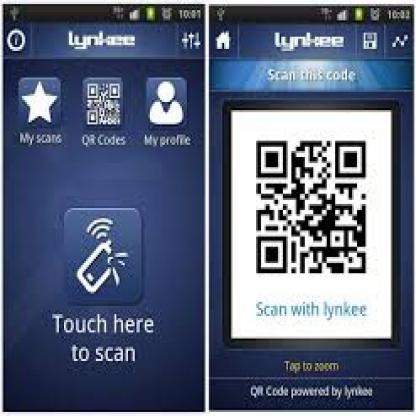 10:01
lynkee
My scans
QR Codes
My profile
Touch here
to scan
10:03
lynkee
Scan this code
Scan with lynkee
Tap to zoom
QR Code powered by lynkee